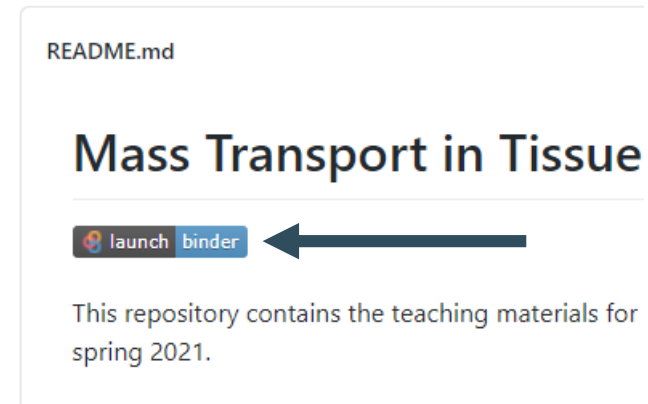 README.md
Mass Transport in Tissue
launch binder
This repository contains the teaching materials for
spring 2021.